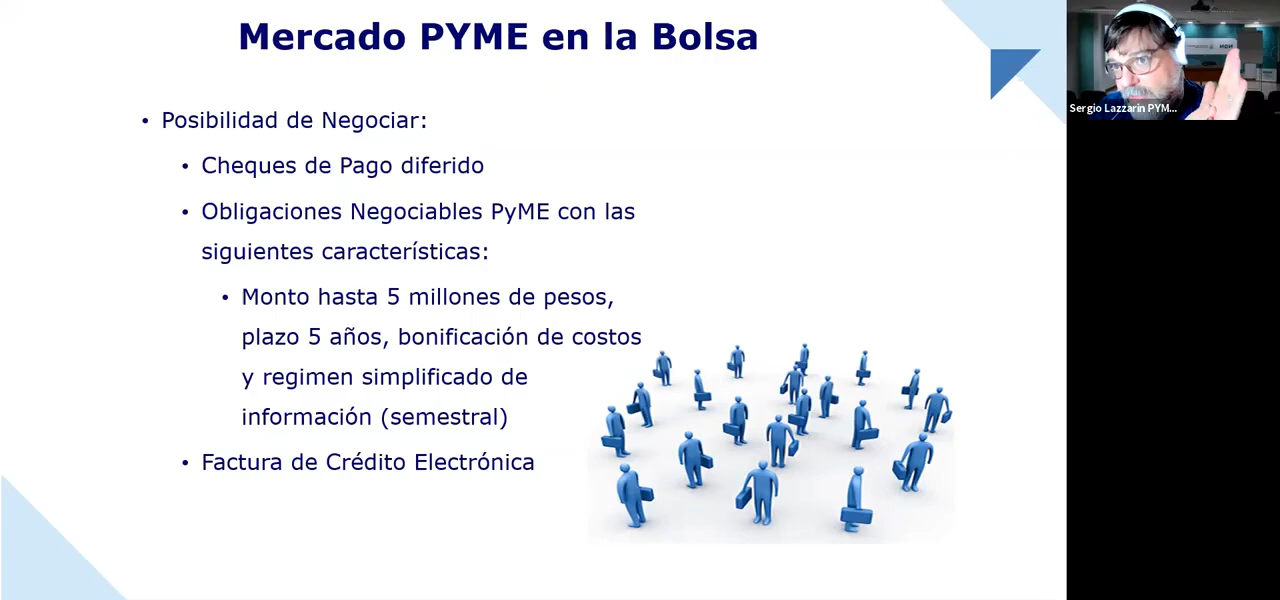 Mercado PYME en la Bolsa
• Posibilidad de Negociar:
• Cheques de Pago diferido
• Obligaciones Negociables PyME con las
siguientes características:
• Monto hasta 5 millones de pesos,
plazo 5 años, bonificación de costos
y regimen simplificado de
información (semestral)
• Factura de Crédito Electrónica
Sergio Lazzarin PYM...